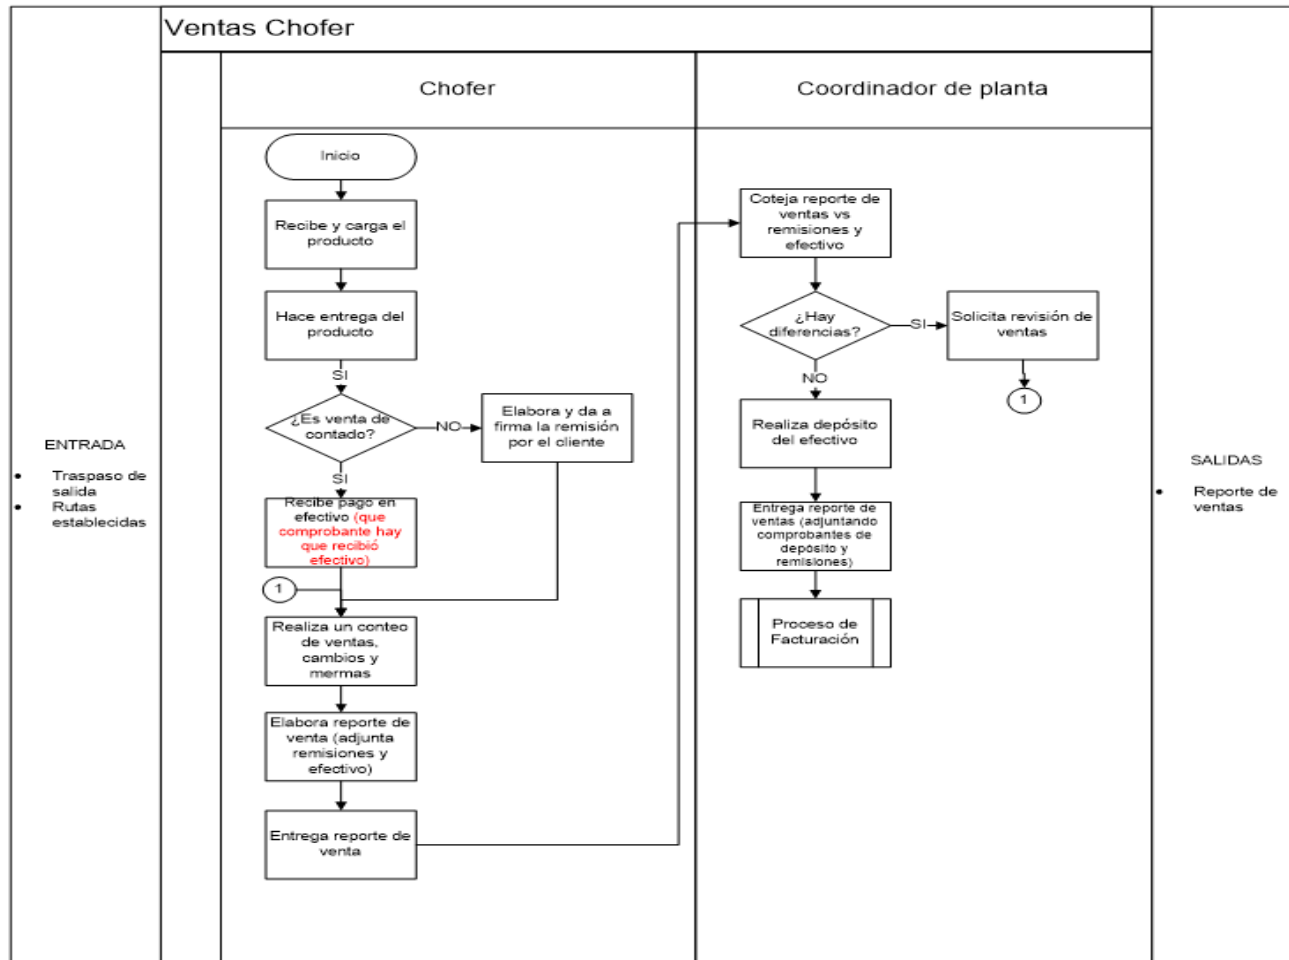 Ventas Chofer
Chofer
Coordinador de planta
ENTRADA
• Traspaso de
salida
• Rutas
establecidas
Inicio
Recibe y carga el
producto
Hace entrega del
producto
SI
¿Es venta de
contado?
NO
Elabora y da a
firma la remisión
por el cliente
SI
Recibe pago en
efectivo (que
comprobante hay
que recibió
efectivo)
1
Realiza un conteo
de ventas,
cambios y
mermas
Elabora reporte de
venta (adjunta
remisiones y
efectivo)
Entrega reporte de
venta
Coteja reporte de
ventas vs
remisiones y
efectivo
¿Hay
diferencias?
SI
Solicita revisión de
ventas
1
NO
Realiza depósito
del efectivo
Entrega reporte de
ventas (adjuntando
comprobantes de
depósito y
remisiones)
Proceso de
Facturación
SALIDAS
• Reporte de
ventas